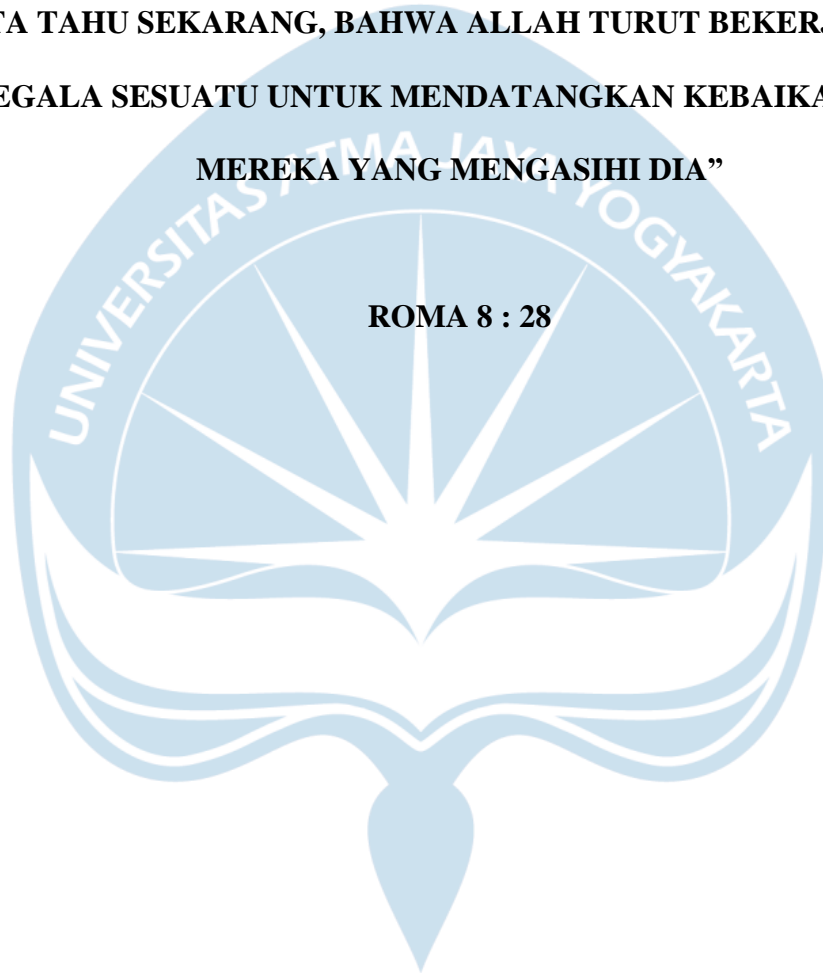 TA TAHU SEKARANG, BAHWA ALLAH TURUT BEKERJ
EGALA SESUATU UNTUK MENDATANGKAN KEBAIKA
MEREKA YANG MENGASIHI DIA”
ROMA 8 : 28
UNIVERSITAS ATMA JAYA YOGYAKARTA